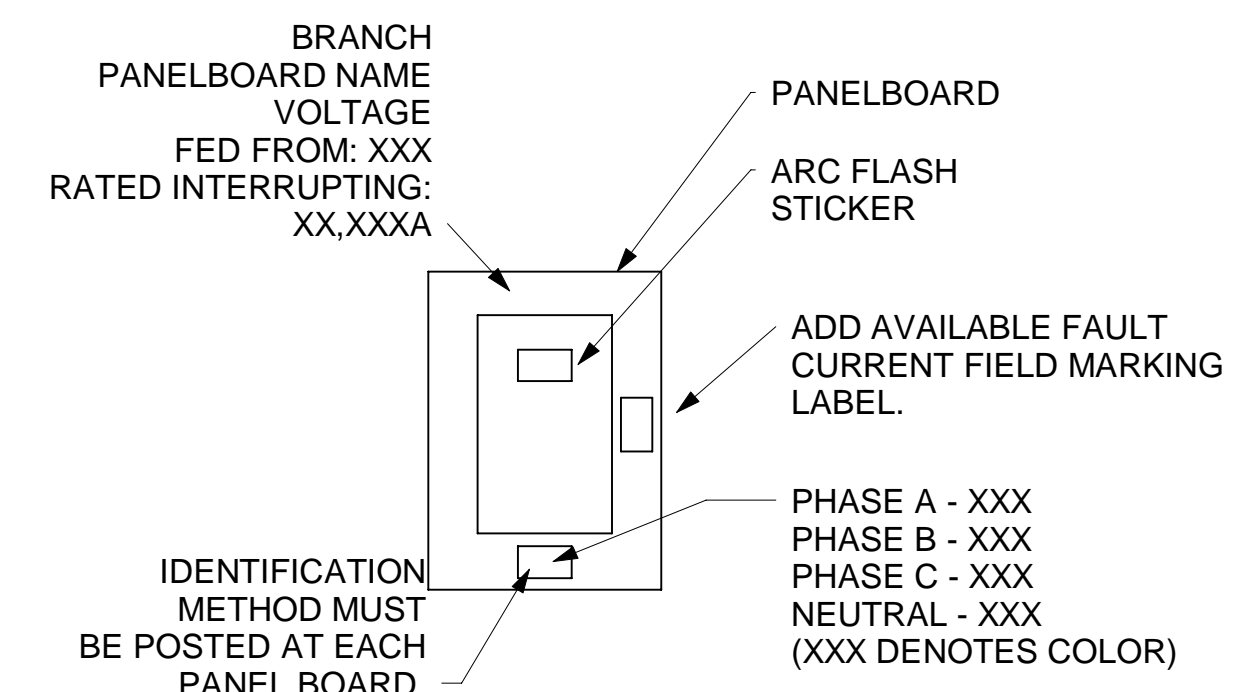 BRANCH
PANELBOARD NAME
VOLTAGE
FED FROM: XXX
RATED INTERRUPTING:
XX,XXXA
PANELBOARD
ARC FLASH
STICKER
ADD AVAILABLE FAULT
CURRENT FIELD MARKING
LABEL.
PHASE A - XXX
PHASE B - XXX
PHASE C - XXX
NEUTRAL - XXX
(XXX DENOTES COLOR)
IDENTIFICATION
METHOD MUST
BE POSTED AT EACH
PANEL BOARD